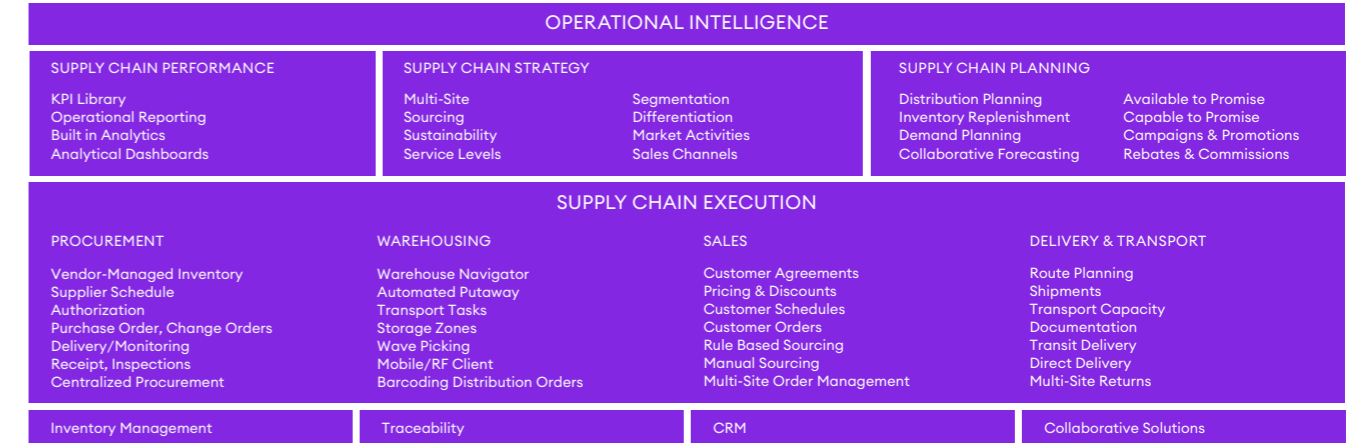 OPERATIONAL INTELLIGENCE
SUPPLY CHAIN PERFORMANCE
KPI Library
Operational Reporting
Built in Analytics
Analytical Dashboards
SUPPLY CHAIN STRATEGY
Multi-Site
Sourcing
Sustainability
Service Levels
Segmentation
Differentiation
Market Activities
Sales Channels
SUPPLY CHAIN PLANNING
Distribution Planning
Inventory Replenishment
Demand Planning
Collaborative Forecasting
Available to Promise
Capable to Promise
Campaigns & Promotions
Rebates & Commissions
SUPPLY CHAIN EXECUTION
PROCUREMENT
Vendor-Managed Inventory
Supplier Schedule
Authorization
Purchase Order, Change Orders
Delivery/Monitoring
Receipt, Inspections
Centralized Procurement
WAREHOUSING
Warehouse Navigator
Automated Putaway
Transport Tasks
Storage Zones
Wave Picking
Mobile/RF Client
Barcoding Distribution Orders
SALES
Customer Agreements
Pricing & Discounts
Customer Schedules
Customer Orders
Rule Based Sourcing
Manual Sourcing
Multi-Site Order Management
DELIVERY & TRANSPORT
Route Planning
Shipments
Transport Capacity
Documentation
Transit Delivery
Direct Delivery
Multi-Site Returns
Inventory Management
Traceability
CRM
Collaborative Solutions